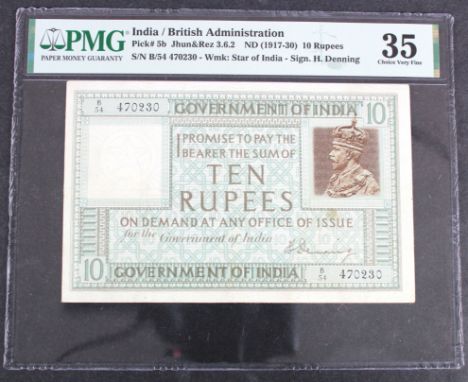 PMG
PAPER MONEY GUARANTY
India / British Administration
Pick# 5b Jhun&Rez 3.6.2 ND (1917-30) 10 Rupees
S/N B/54 470230 - Wmk: Star of India - Sign. H. Denning
35
Choice Very Fine
B/54 470230
GOVERNMENT OF INDIA
10
I PROMISE TO PAY THE
BEARER THE SUM OF
TEN
RUPEES
ON DEMAND AT ANY OFFICE OF ISSUE
for the Government of India
H Denning
10
GOVERNMENT OF INDIA
B/54 470230